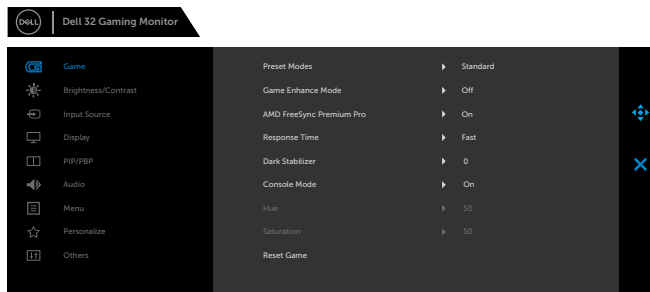 DELL Dell 32 Gaming Monitor
Game Preset Modes Standard
Brightness/Contrast Game Enhance Mode Off
Input Source AMD FreeSync Premium Pro On
Display Response Time Fast
PIP/PBP Dark Stabilizer 0
Audio Console Mode On
Menu Hue 50
Personalize Saturation 50
Others Reset Game